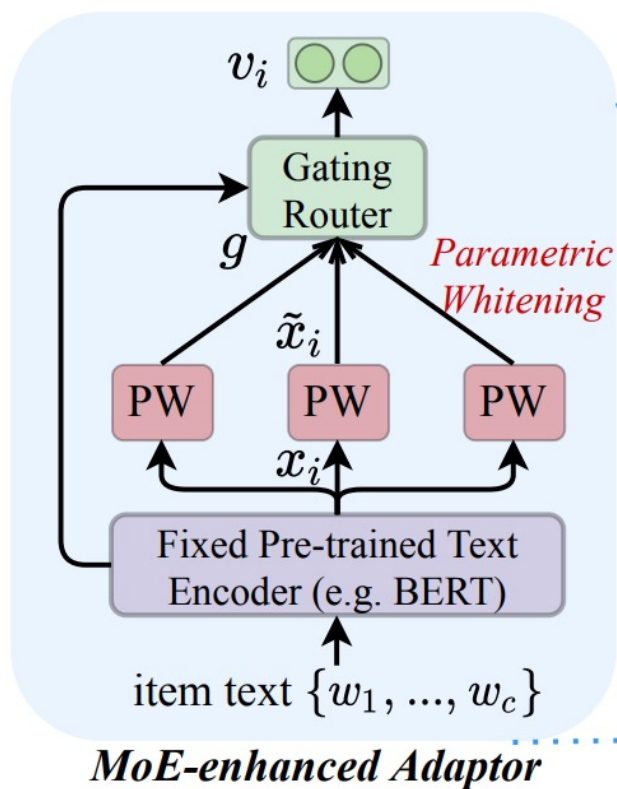 v_i
Gating
Router
g
Parametric
Whitening
x̃_i
PW PW PW
x_i
Fixed Pre-trained Text
Encoder (e.g. BERT)
item text {w_1, ..., w_c}
MoE-enhanced Adaptor